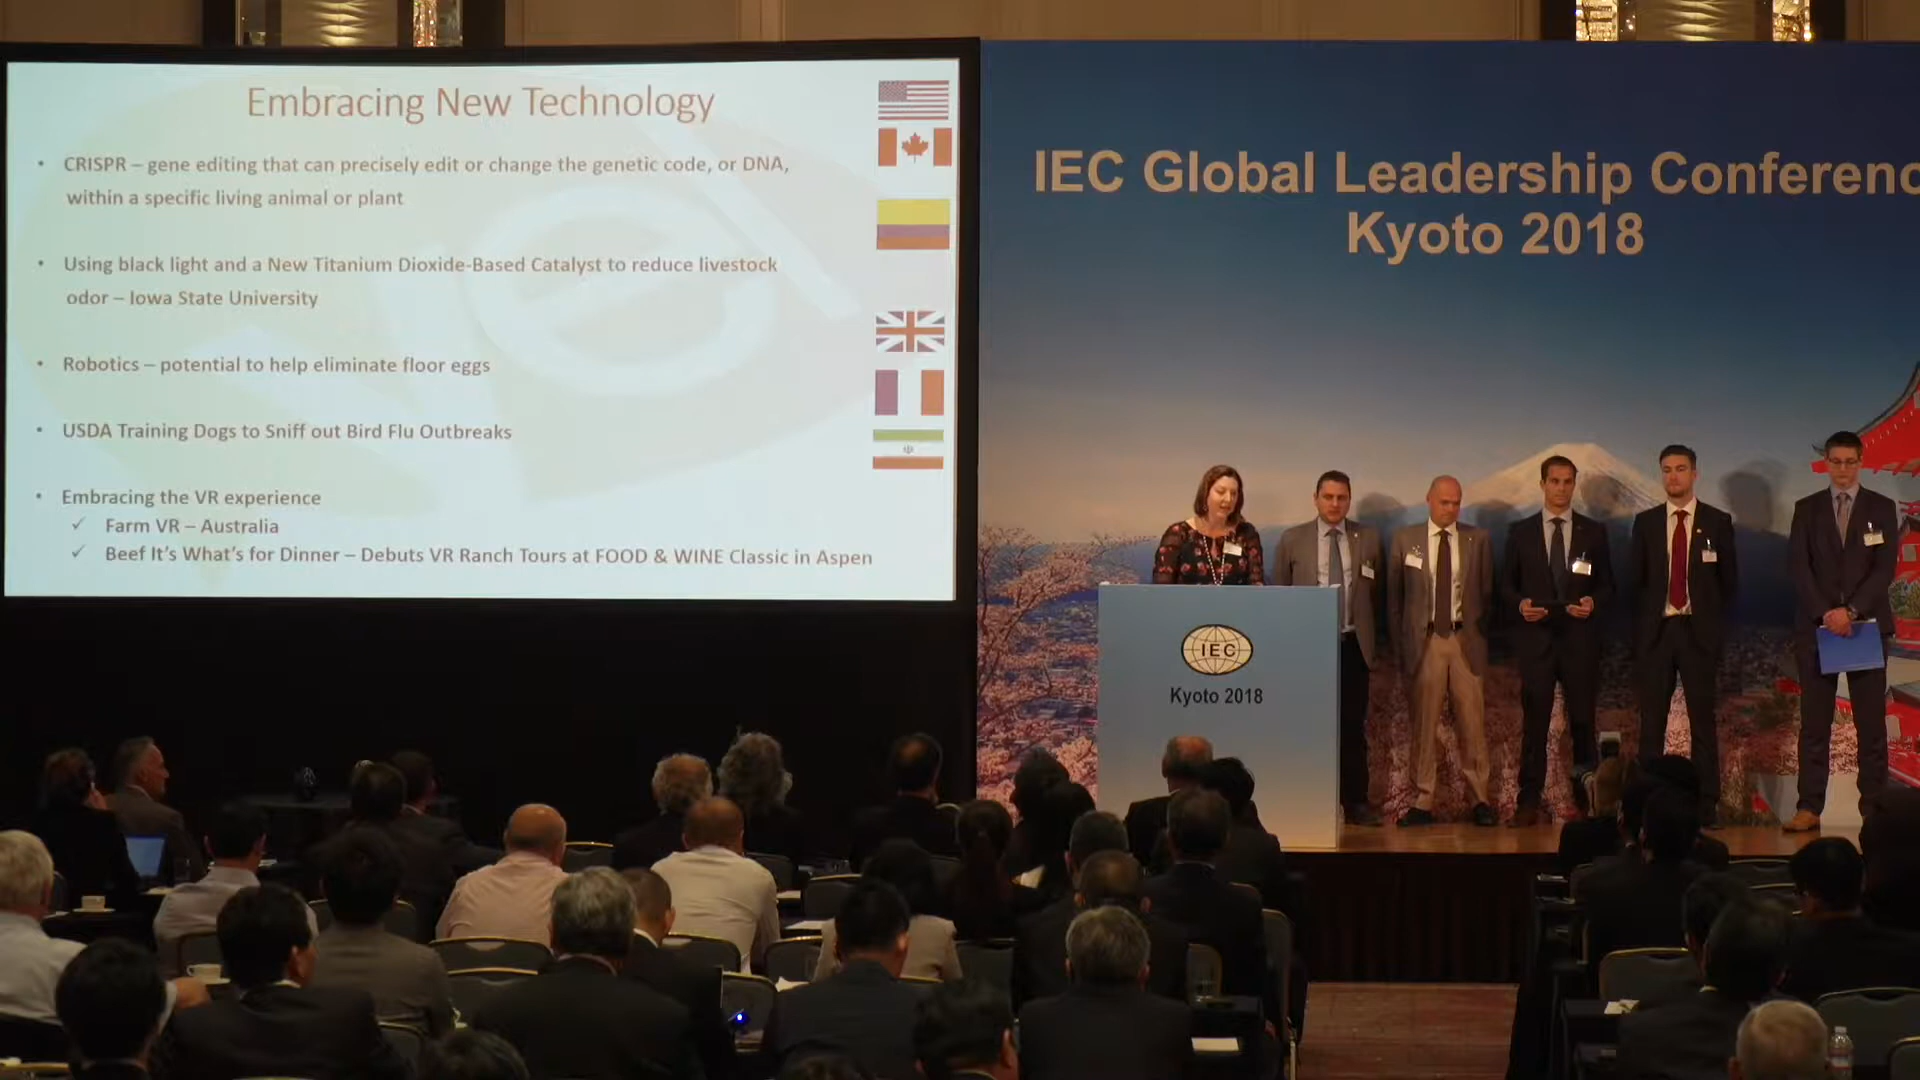 Embracing New Technology
• CRISPR – gene editing that can precisely edit or change the genetic code, or DNA,
within a specific living animal or plant
• Using black light and a New Titanium Dioxide-Based Catalyst to reduce livestock
odor – Iowa State University
• Robotics – potential to help eliminate floor eggs
• USDA Training Dogs to Sniff out Bird Flu Outbreaks
• Embracing the VR experience
✓ Farm VR – Australia
✓ Beef It's What's for Dinner – Debuts VR Ranch Tours at FOOD & WINE Classic in Aspen
IEC Global Leadership Conferenc
Kyoto 2018
IEC
Kyoto 2018